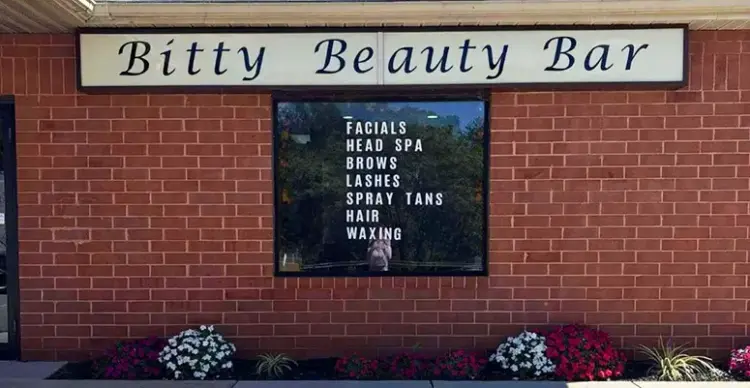 Bitty Beauty Bar
FACIALS
HEAD SPA
BROWS
LASHES
SPRAY TANS
HAIR
WAXING